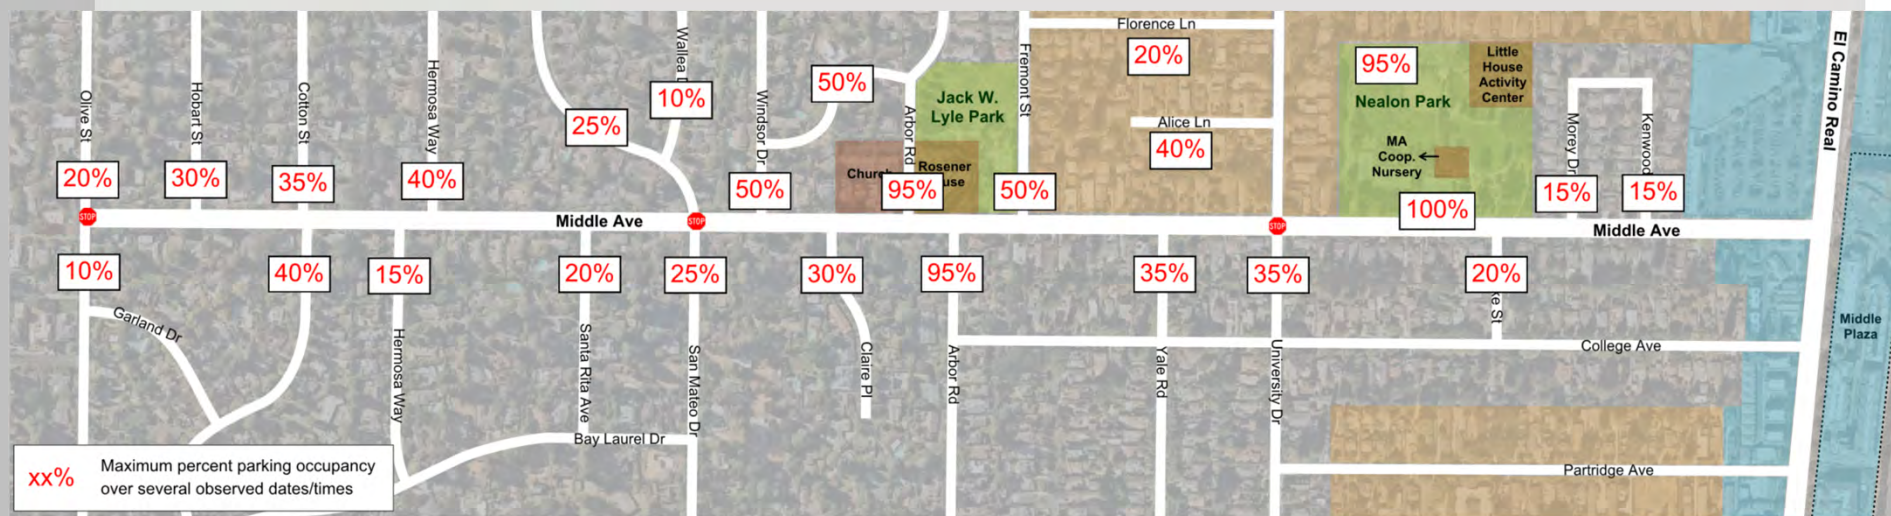 Florence Ln
El Camino Real
Wallea D
Fremont St
20%
95%
Little
House
Activity
Center
Nealon Park
Olive St
Hobart St
Cotton St
Hermosa Way
25%
10%
Windsor Dr
50%
Arbor Rd
Jack W.
Lyle Park
Alice Ln
40%
MA
Coop.
Nursery
Morey Dr
Kenwood
20%
30%
35%
40%
50%
Church
95%
Rosener
50%
100%
15%
15%
STOP
Middle Ave
STOP
STOP
Middle Ave
10%
40%
15%
20%
25%
30%
95%
35%
35%
20%
Garland Dr
Hermosa Way
Santa Rita Ave
San Mateo Dr
Claire Pl
Arbor Rd
Yale Rd
University Dr
College Ave
Middle
Plaza
Bay Laurel Dr
Partridge Ave
xx%
Maximum percent parking occupancy
over several observed dates/times